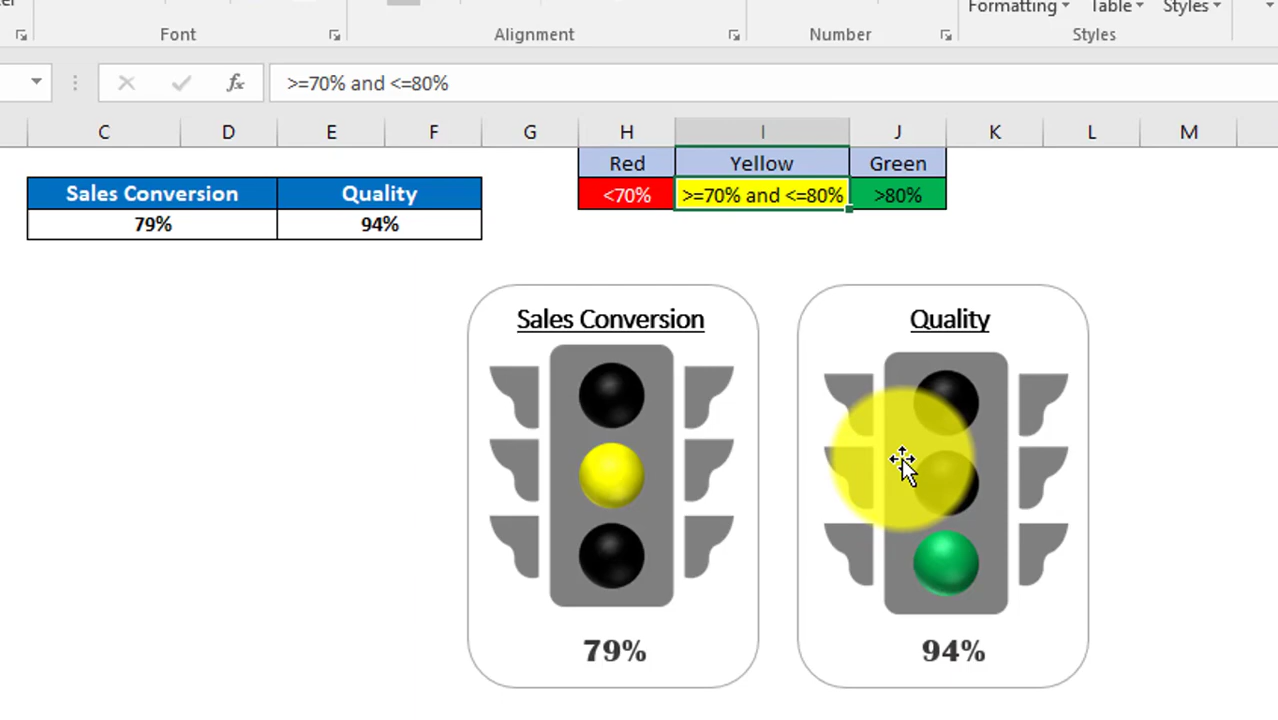 Formatting Table Styles
Font Alignment Number Styles
fx >=70% and <=80%
C D E F G H I J K L M
Red Yellow Green
Sales Conversion Quality
<70% >=70% and <=80% >80%
79% 94%
Sales Conversion Quality
79% 94%